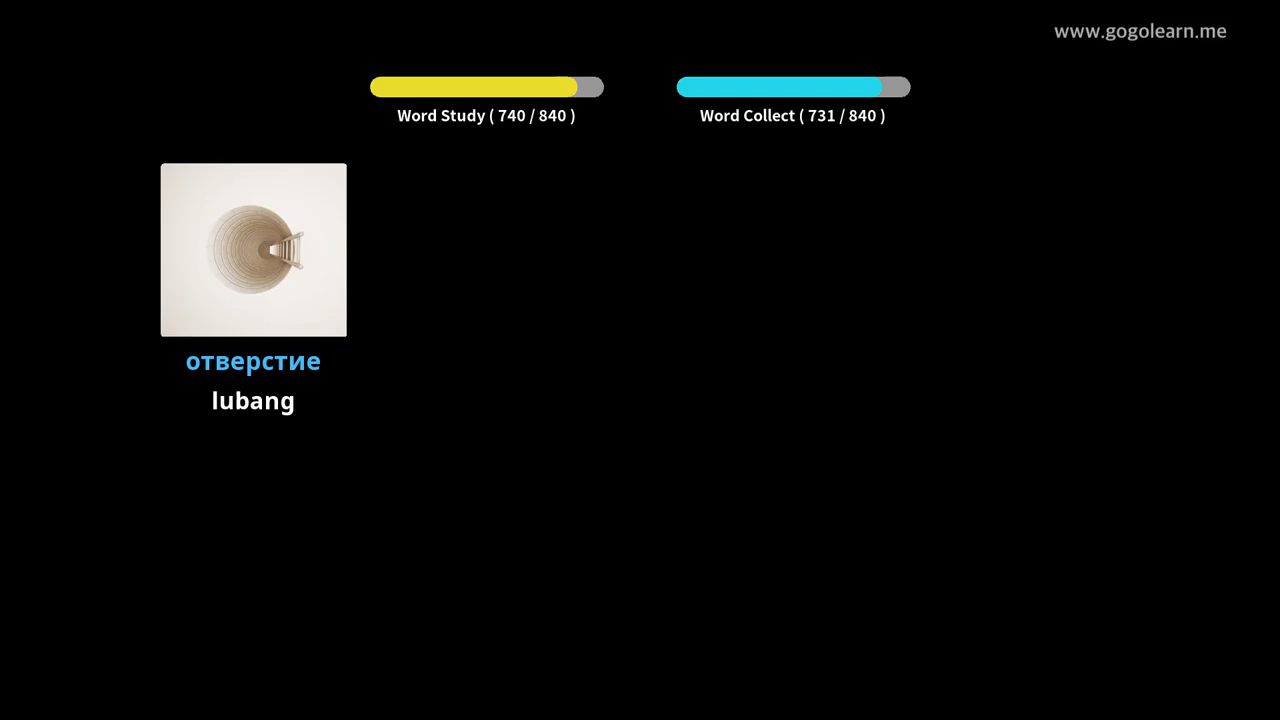 www.gogolearn.me
Word Study ( 740 / 840 )
Word Collect ( 731 / 840 )
отверстие
lubang